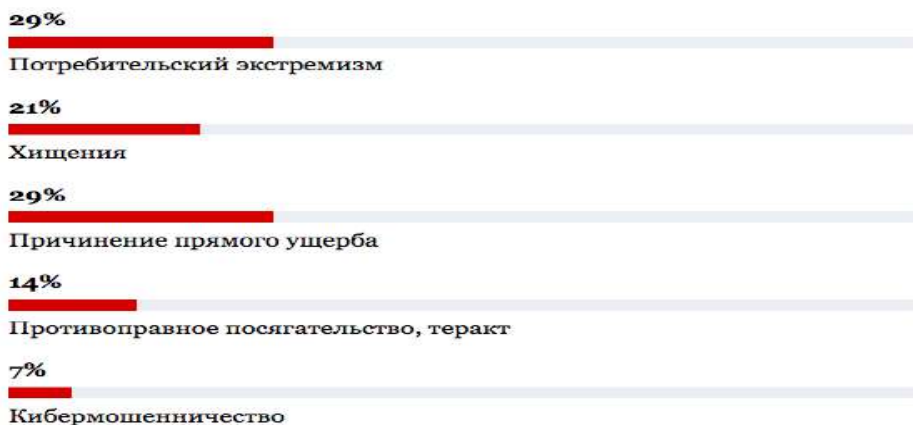 29%
Потребительский экстремизм
21%
Хищения
29%
Причинение прямого ущерба
14%
Противоправное посягательство, теракт
7%
Кибермошенничество